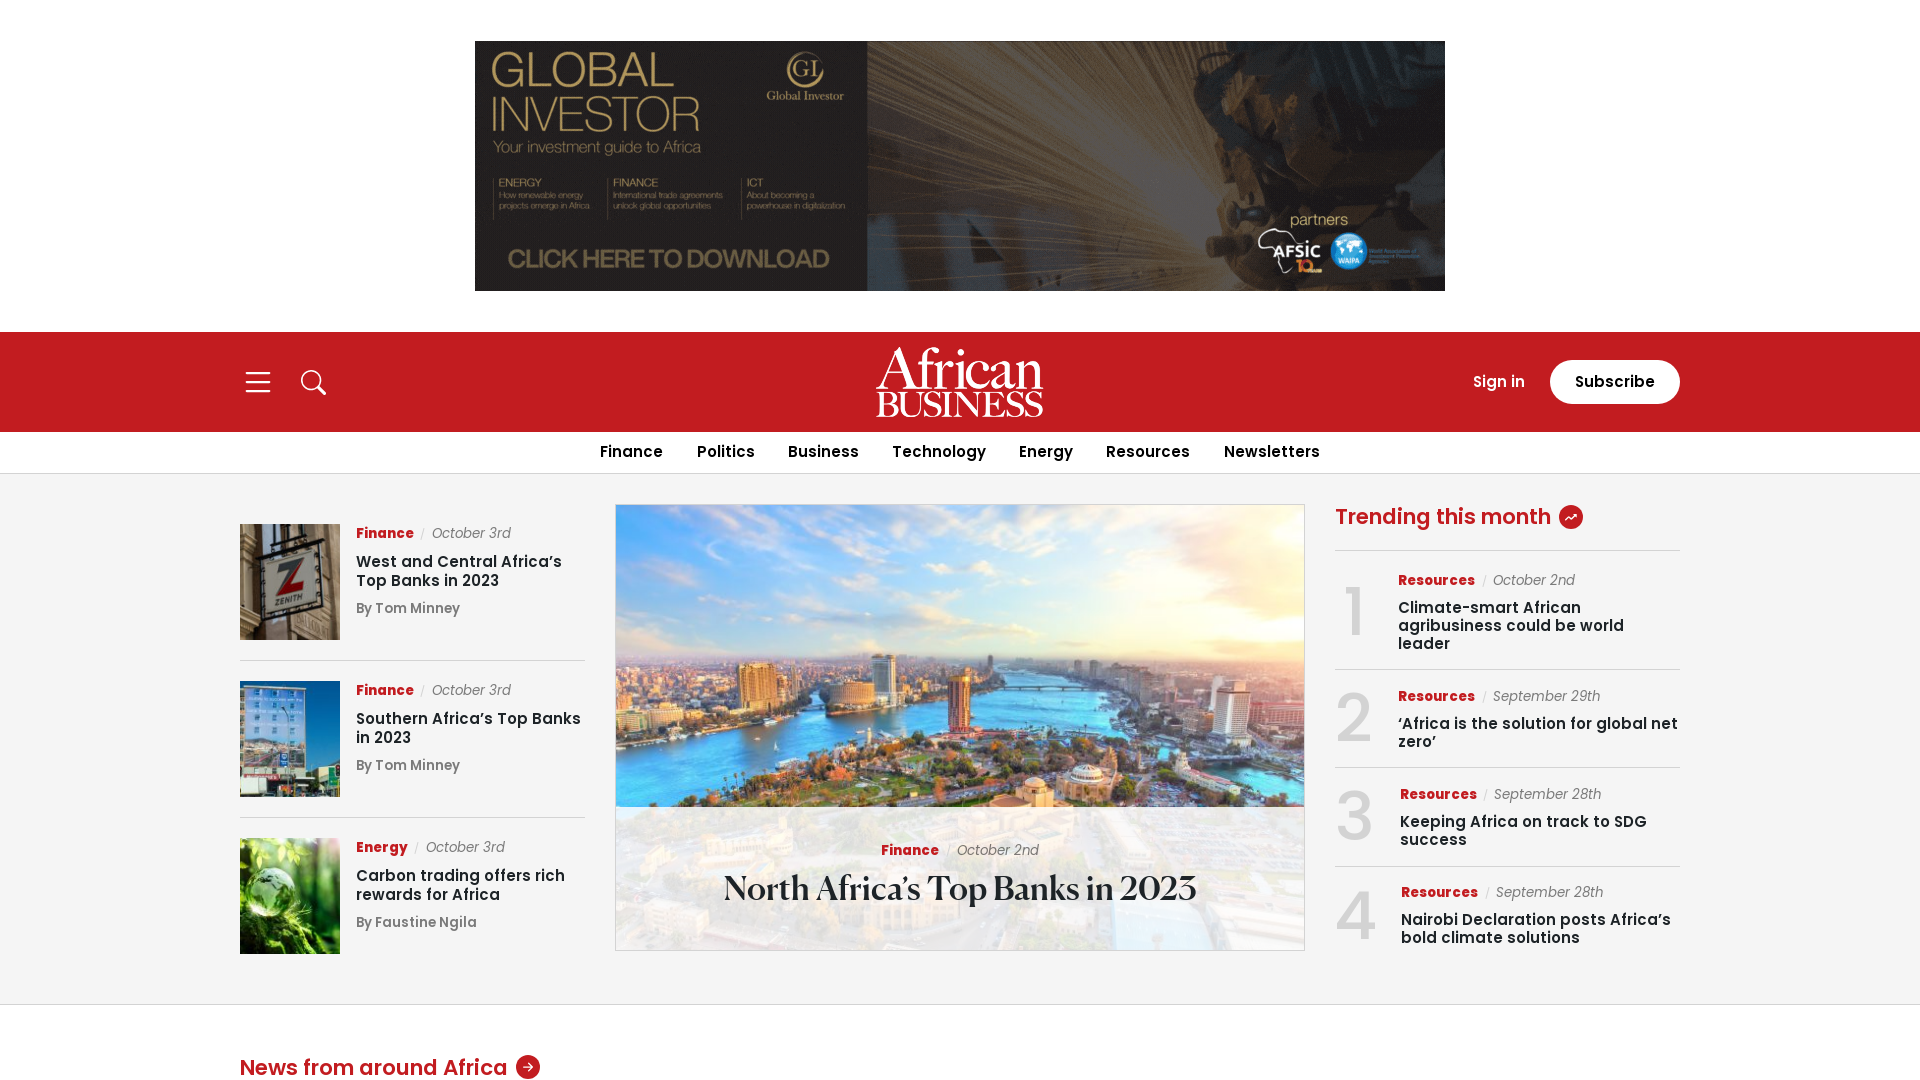 GLOBAL
INVESTOR
Your investment guide to Africa
GI
Global Investor
ENERGY
How renewable energy
projects emerge in Africa
FINANCE
International trade agreements
unlock global opportunities
ICT
About becoming a
powerhouse in digitalization
CLICK HERE TO DOWNLOAD
partners
AFSIC
10
WAIPA
World Association of
Investment Promotion
Agencies
African
BUSINESS
Sign in
Subscribe
Finance
Politics
Business
Technology
Energy
Resources
Newsletters
Finance / October 3rd
West and Central Africa’s
Top Banks in 2023
By Tom Minney
Z
ZENITH
Finance / October 3rd
Southern Africa’s Top Banks
in 2023
By Tom Minney
Energy / October 3rd
Carbon trading offers rich
rewards for Africa
By Faustine Ngila
Finance / October 2nd
North Africa’s Top Banks in 2023
Trending this month
1
Resources / October 2nd
Climate-smart African
agribusiness could be world
leader
2
Resources / September 29th
‘Africa is the solution for global net
zero’
3
Resources / September 28th
Keeping Africa on track to SDG
success
4
Resources / September 28th
Nairobi Declaration posts Africa’s
bold climate solutions
News from around Africa